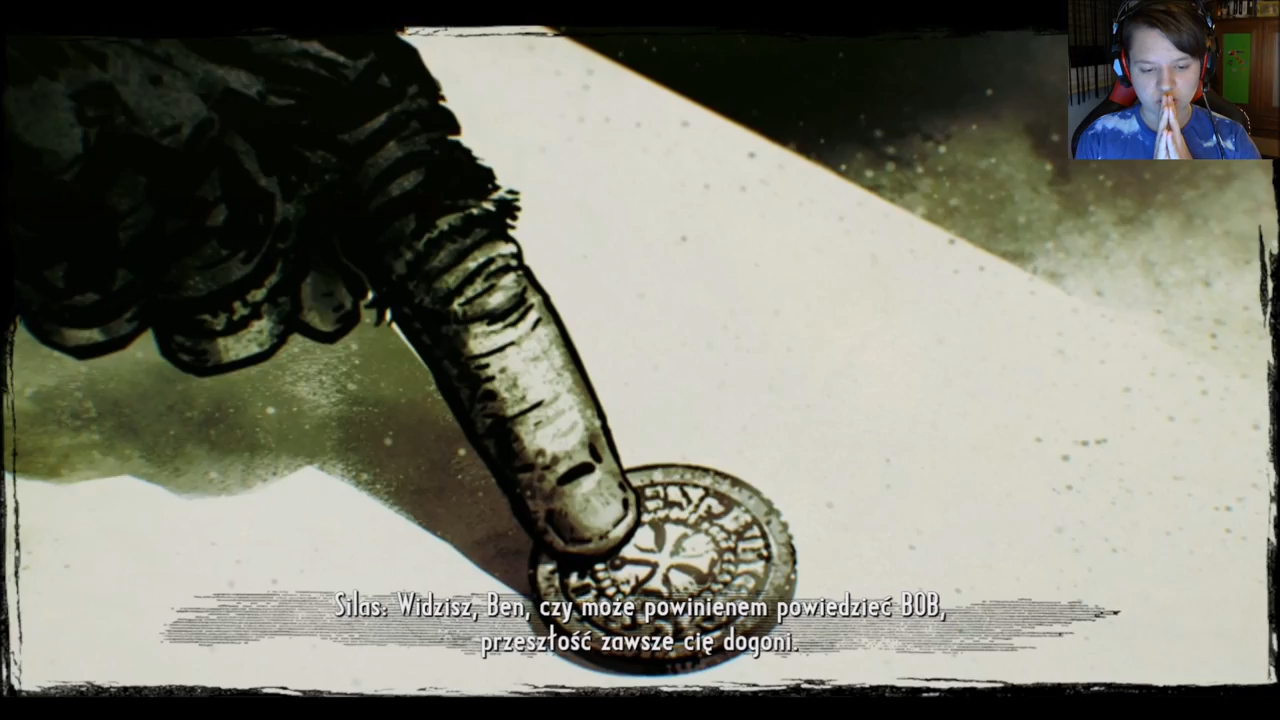 Silas: Widzisz, Ben, czy może powinienem powiedzieć BOB,
przeszłość zawsze cię dogoni.